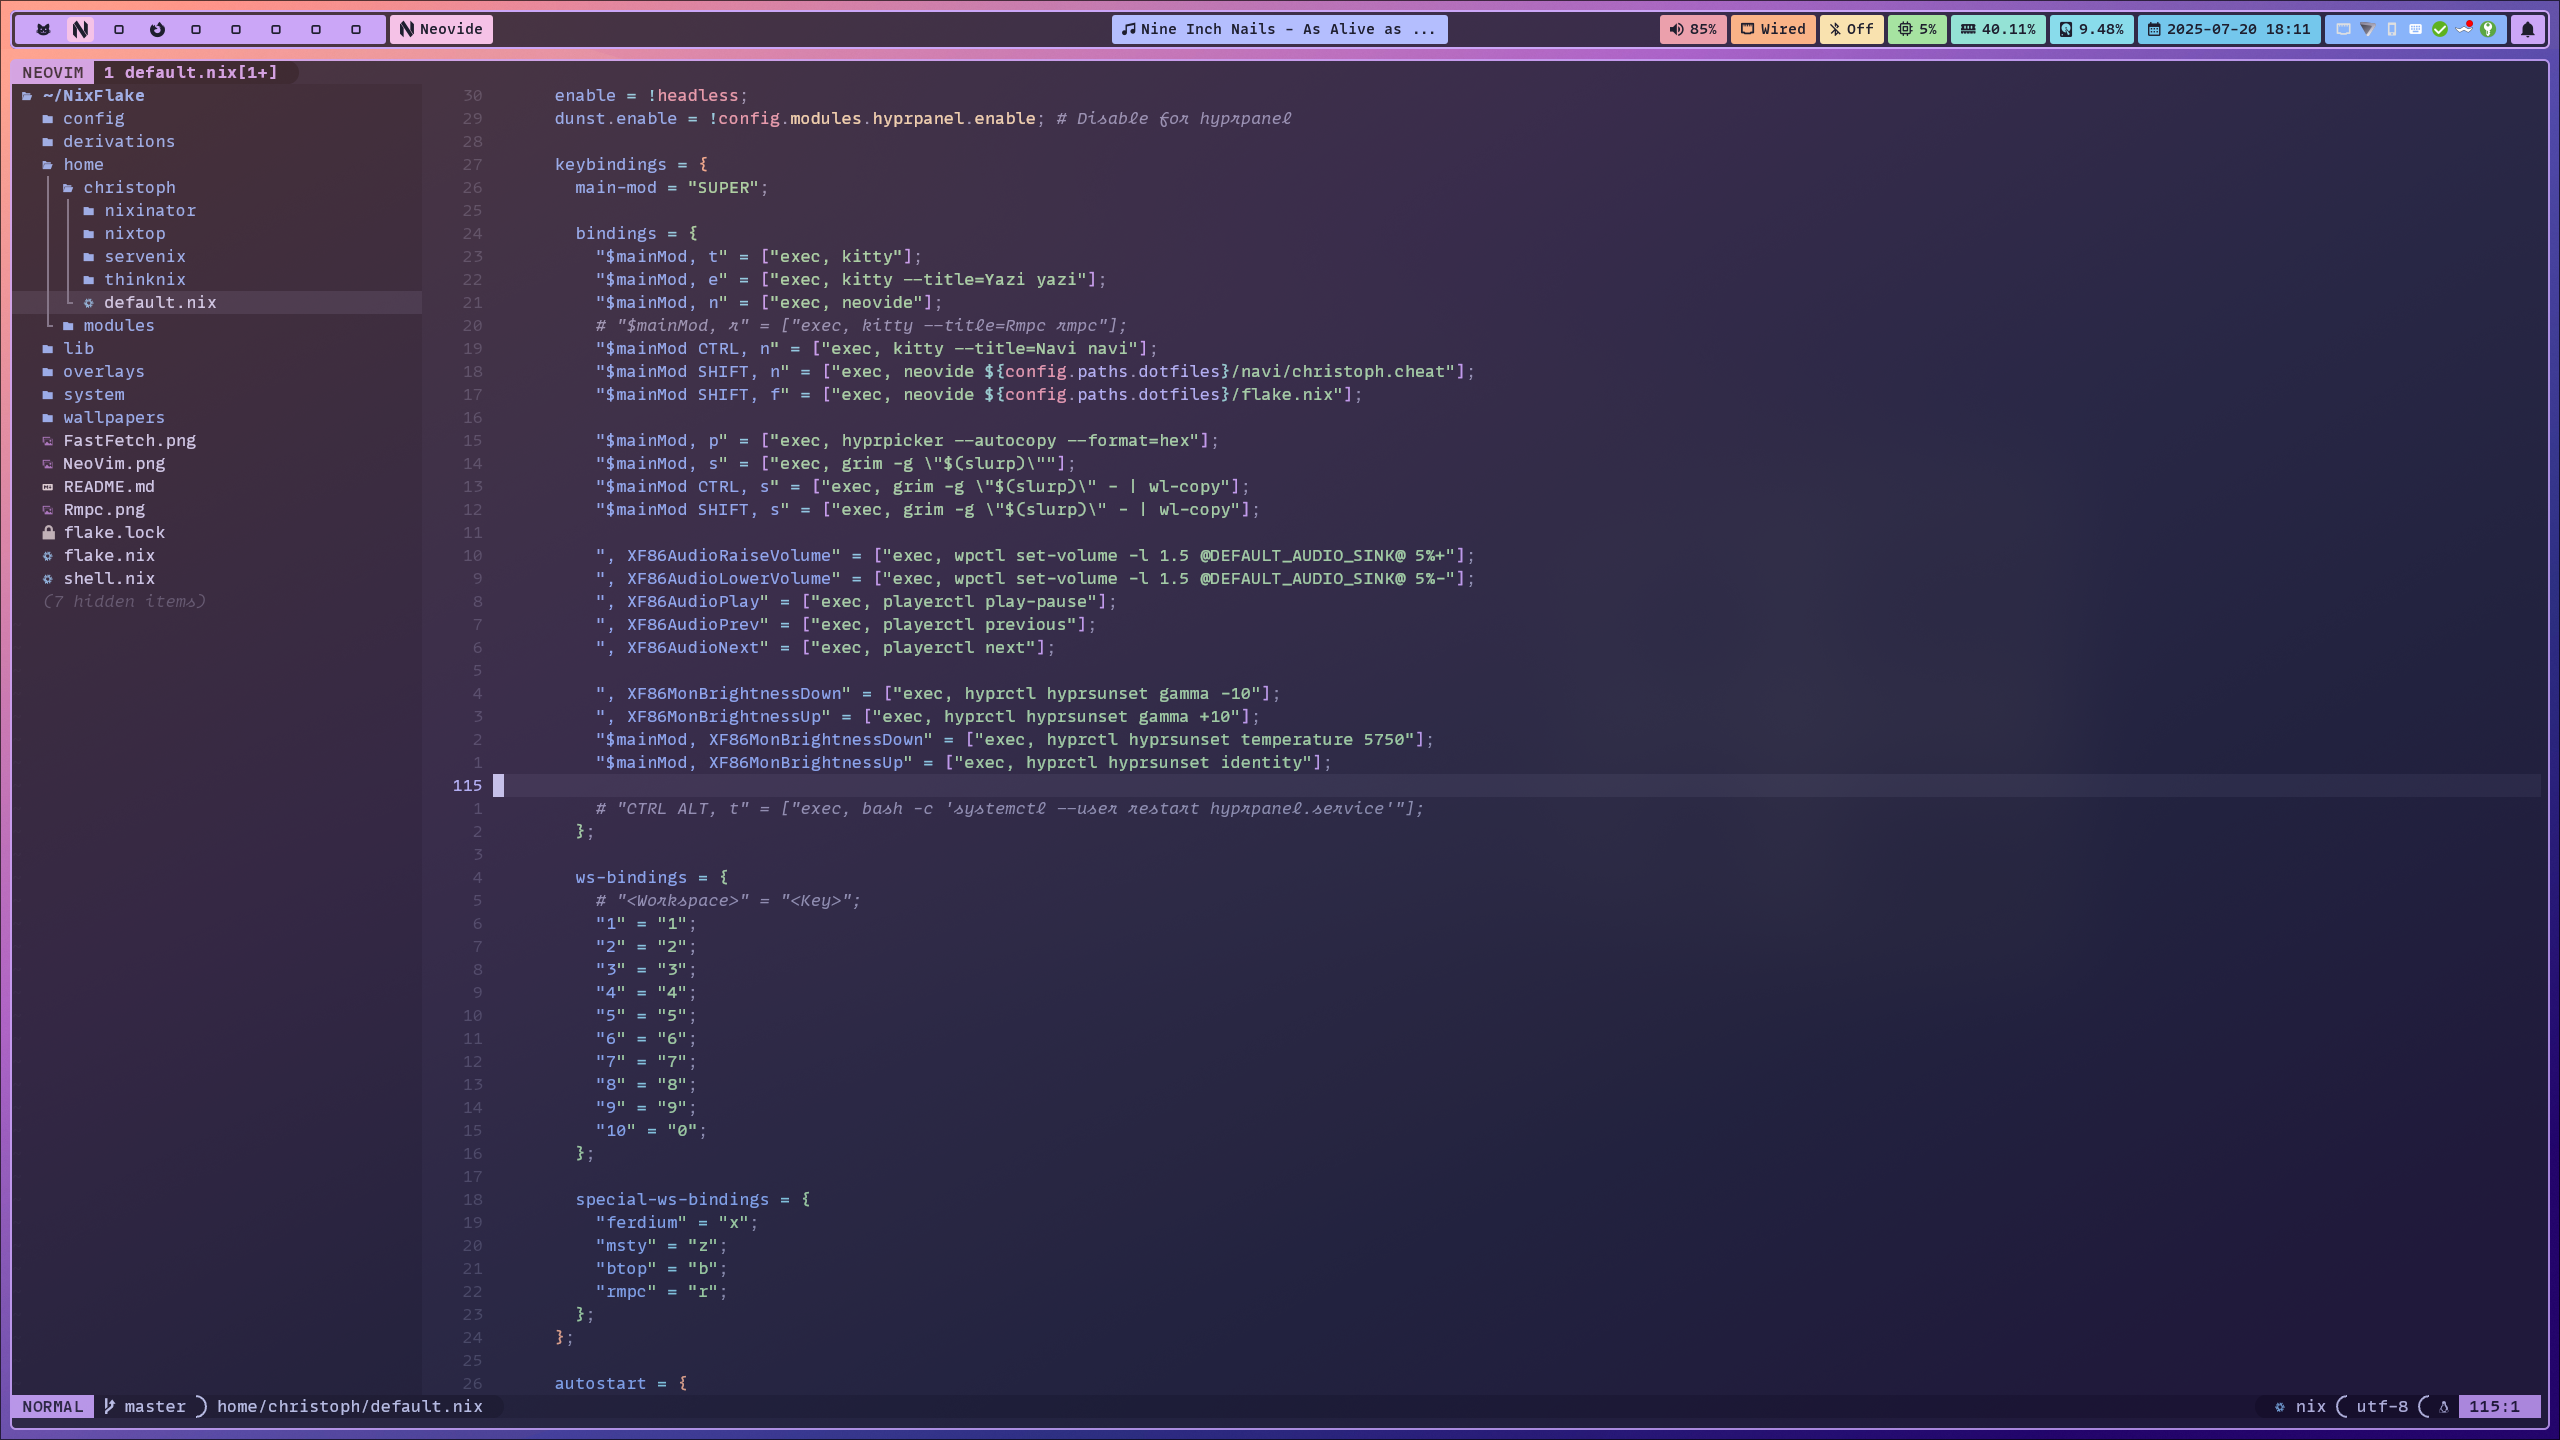 Neovide
Nine Inch Nails - As Alive as ...
85%
Wired
Off
5%
40.11%
9.48%
2025-07-20 18:11
NEOVIM 1 default.nix[1+]
~/NixFlake
config
derivations
home
christoph
nixinator
nixtop
servenix
thinknix
default.nix
modules
lib
overlays
system
wallpapers
FastFetch.png
NeoVim.png
README.md
Rmpc.png
flake.lock
flake.nix
shell.nix
(7 hidden items)
30 enable = !headless;
29 dunst.enable = !config.modules.hyprpanel.enable; # Disable for hyprpanel
28
27 keybindings = {
26 main-mod = "SUPER";
25
24 bindings = {
23 "$mainMod, t" = ["exec, kitty"];
22 "$mainMod, e" = ["exec, kitty --title=Yazi yazi"];
21 "$mainMod, n" = ["exec, neovide"];
20 # "$mainMod, r" = ["exec, kitty --title=Rmpc rmpc"];
19 "$mainMod CTRL, n" = ["exec, kitty --title=Navi navi"];
18 "$mainMod SHIFT, n" = ["exec, neovide ${config.paths.dotfiles}/navi/christoph.cheat"];
17 "$mainMod SHIFT, f" = ["exec, neovide ${config.paths.dotfiles}/flake.nix"];
16
15 "$mainMod, p" = ["exec, hyprpicker --autocopy --format=hex"];
14 "$mainMod, s" = ["exec, grim -g \"$(slurp)\""];
13 "$mainMod CTRL, s" = ["exec, grim -g \"$(slurp)\" - | wl-copy"];
12 "$mainMod SHIFT, s" = ["exec, grim -g \"$(slurp)\" - | wl-copy"];
11
10 ", XF86AudioRaiseVolume" = ["exec, wpctl set-volume -l 1.5 @DEFAULT_AUDIO_SINK@ 5%+"];
9 ", XF86AudioLowerVolume" = ["exec, wpctl set-volume -l 1.5 @DEFAULT_AUDIO_SINK@ 5%-"];
8 ", XF86AudioPlay" = ["exec, playerctl play-pause"];
7 ", XF86AudioPrev" = ["exec, playerctl previous"];
6 ", XF86AudioNext" = ["exec, playerctl next"];
5
4 ", XF86MonBrightnessDown" = ["exec, hyprctl hyprsunset gamma -10"];
3 ", XF86MonBrightnessUp" = ["exec, hyprctl hyprsunset gamma +10"];
2 "$mainMod, XF86MonBrightnessDown" = ["exec, hyprctl hyprsunset temperature 5750"];
1 "$mainMod, XF86MonBrightnessUp" = ["exec, hyprctl hyprsunset identity"];
115
1 # "CTRL ALT, t" = ["exec, bash -c 'systemctl --user restart hyprpanel.service'"];
2 };
3
4 ws-bindings = {
5 # "<Workspace>" = "<Key>";
6 "1" = "1";
7 "2" = "2";
8 "3" = "3";
9 "4" = "4";
10 "5" = "5";
11 "6" = "6";
12 "7" = "7";
13 "8" = "8";
14 "9" = "9";
15 "10" = "0";
16 };
17
18 special-ws-bindings = {
19 "ferdium" = "x";
20 "msty" = "z";
21 "btop" = "b";
22 "rmpc" = "r";
23 };
24 };
25
26 autostart = {
NORMAL master home/christoph/default.nix nix utf-8 115:1